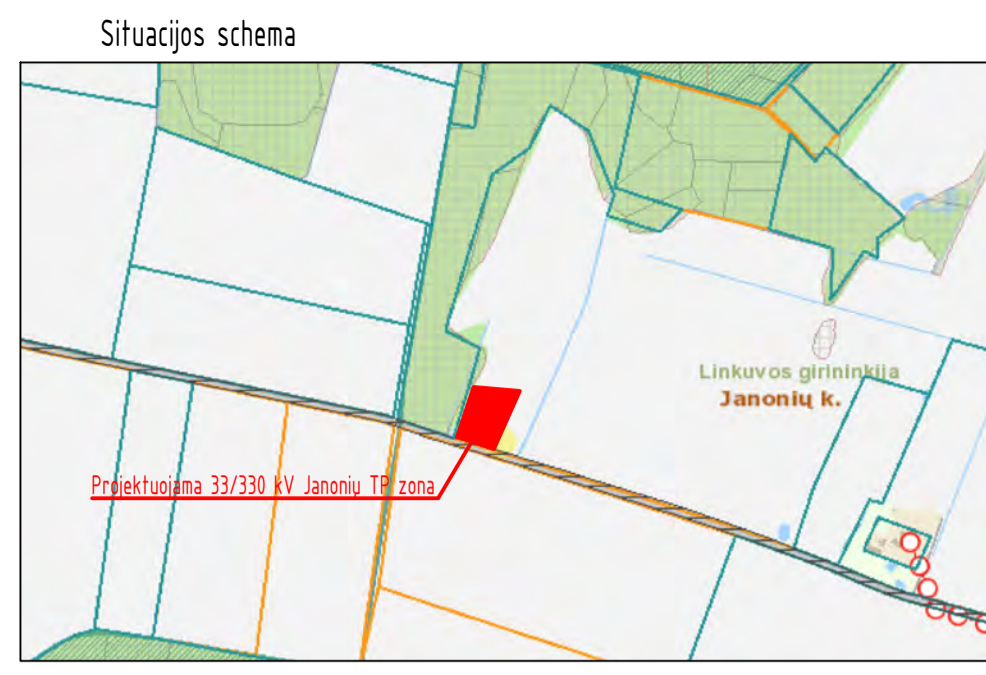 Situacijos schema
Linkuvos girininkija
Janonių k.
Projektuojama 33/330 kV Janonių TP zona